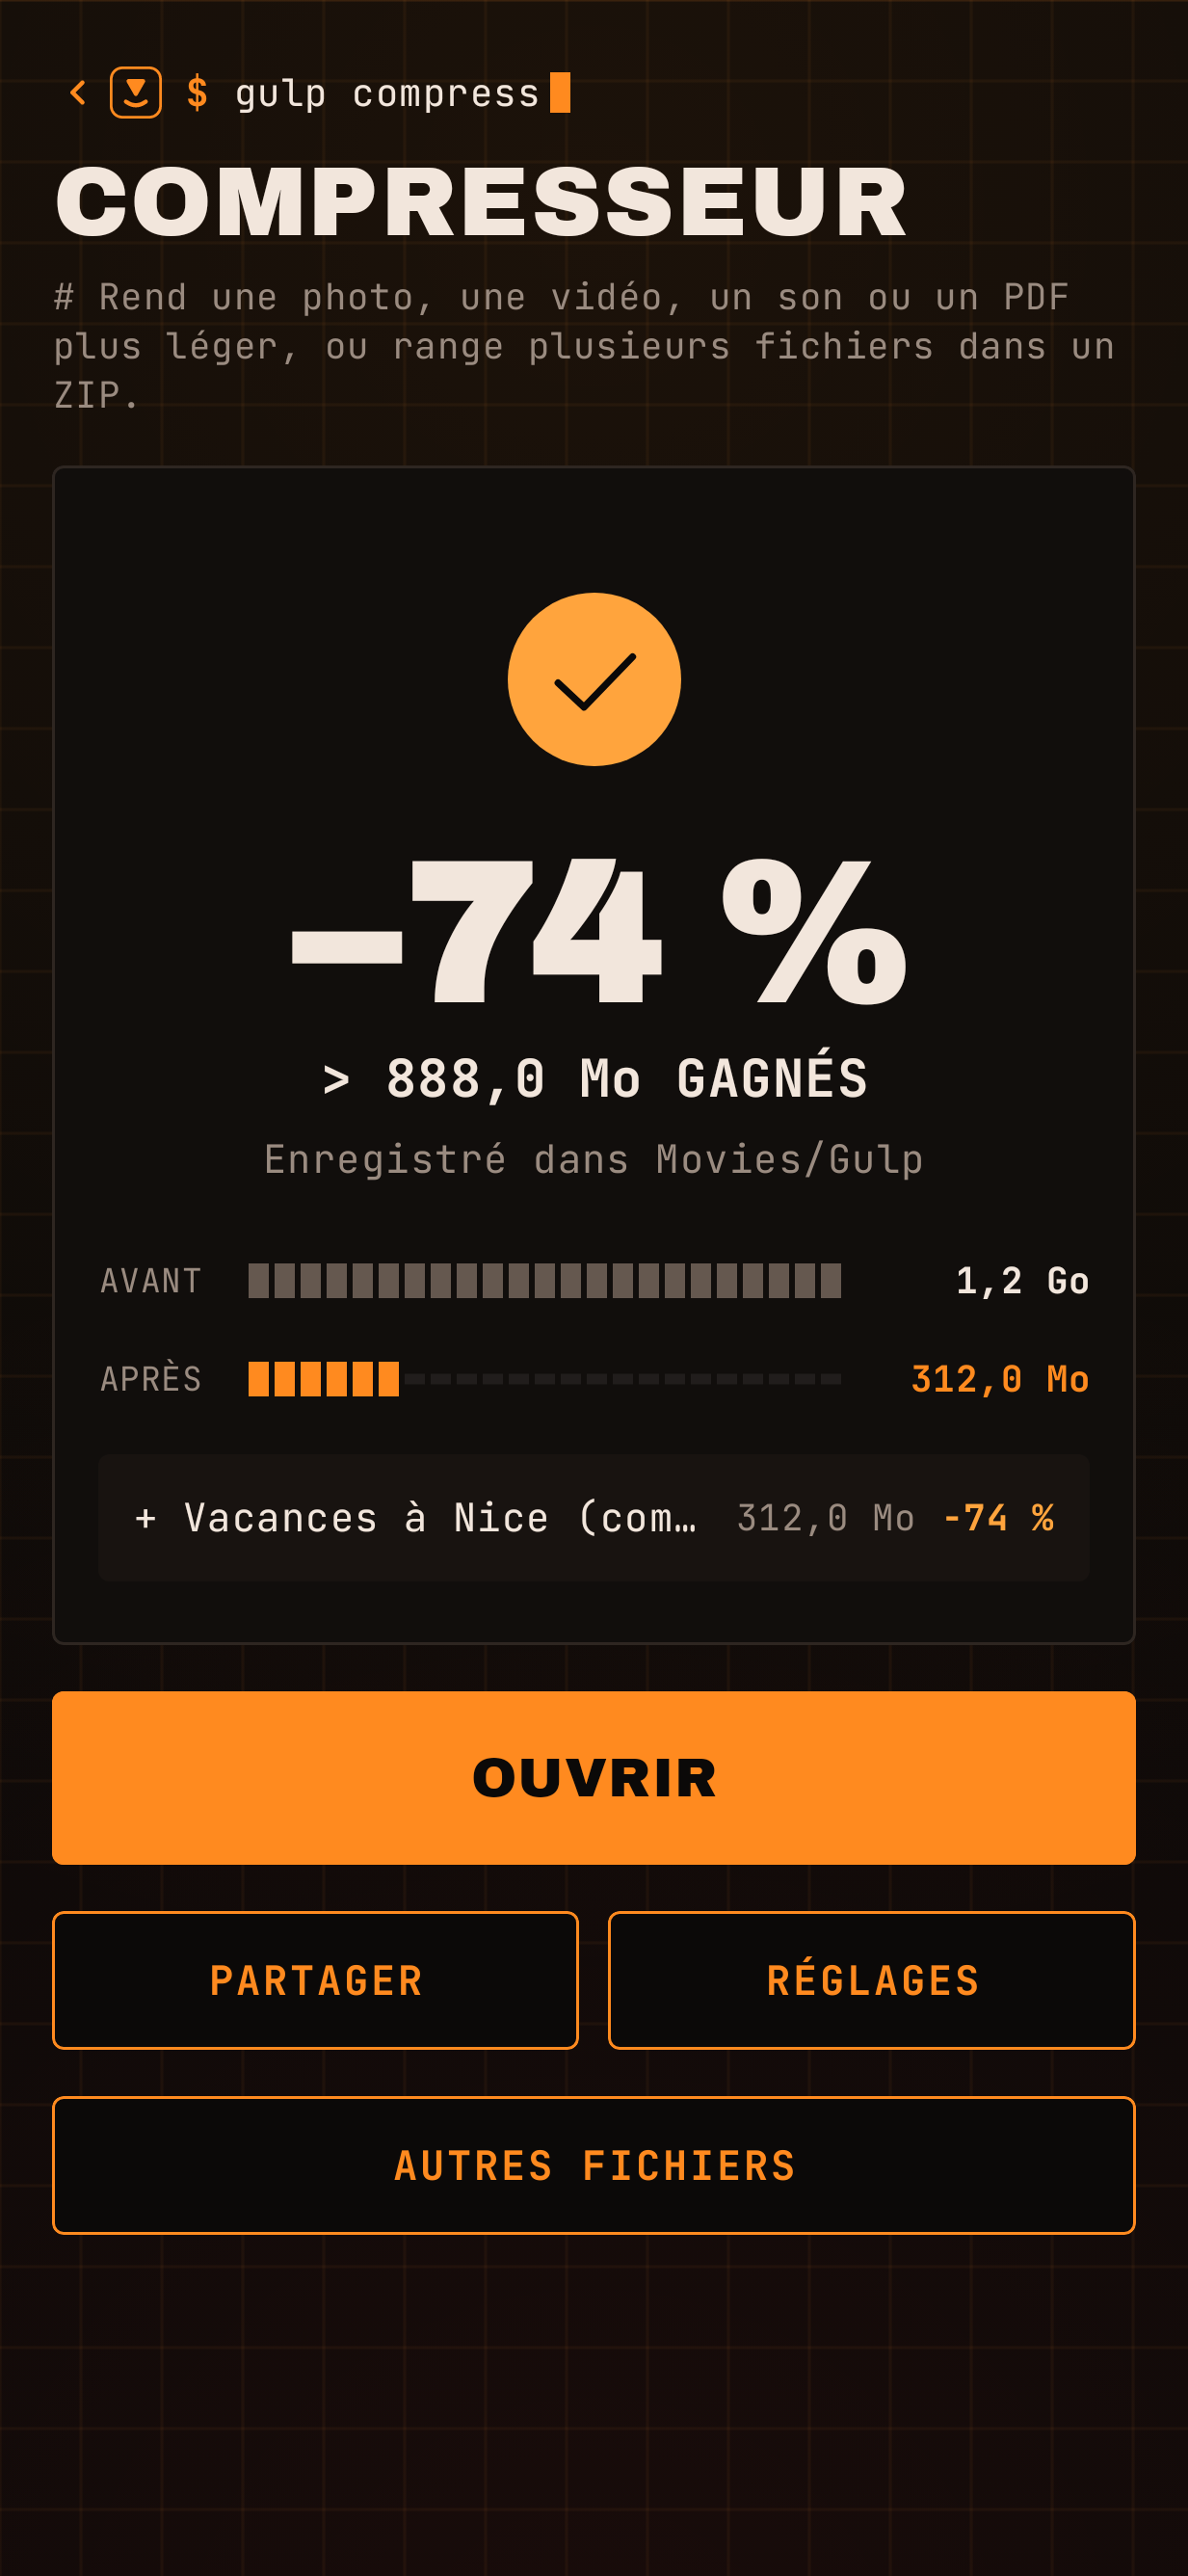 $ gulp compress
COMPRESSEUR
# Rend une photo, une vidéo, un son ou un PDF
plus léger, ou range plusieurs fichiers dans un
ZIP.
–74 %
> 888,0 Mo GAGNÉS
Enregistré dans Movies/Gulp
AVANT 1,2 Go
APRÈS 312,0 Mo
+ Vacances à Nice (com… 312,0 Mo -74 %
OUVRIR
PARTAGER RÉGLAGES
AUTRES FICHIERS